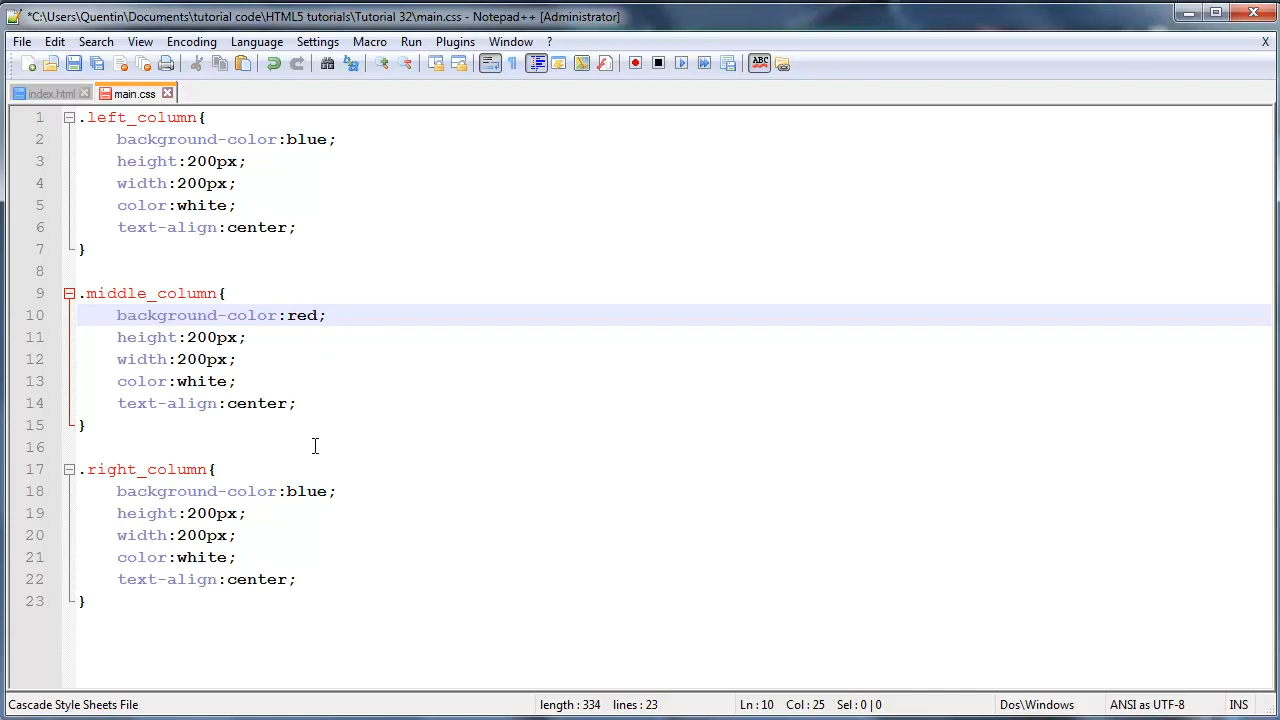 *C:\Users\Quentin\Documents\tutorial code\HTML5 tutorials\Tutorial 32\main.css - Notepad++ [Administrator]
File Edit Search View Encoding Language Settings Macro Run Plugins Window ? X
ABC
index.html main.css
1 .left_column{
2 background-color:blue;
3 height:200px;
4 width:200px;
5 color:white;
6 text-align:center;
7 }
8
9 .middle_column{
10 background-color:red;
11 height:200px;
12 width:200px;
13 color:white;
14 text-align:center;
15 }
16
17 .right_column{
18 background-color:blue;
19 height:200px;
20 width:200px;
21 color:white;
22 text-align:center;
23 }
Cascade Style Sheets File length : 334 lines : 23 Ln : 10 Col : 25 Sel : 0 | 0 Dos\Windows ANSI as UTF-8 INS